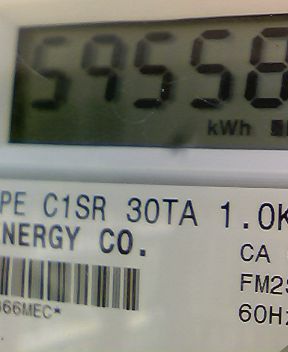 59558
kWh
PE C1SR 30TA 1.0K
NERGY CO.
CA
FM2S
60Hz
66MEC*